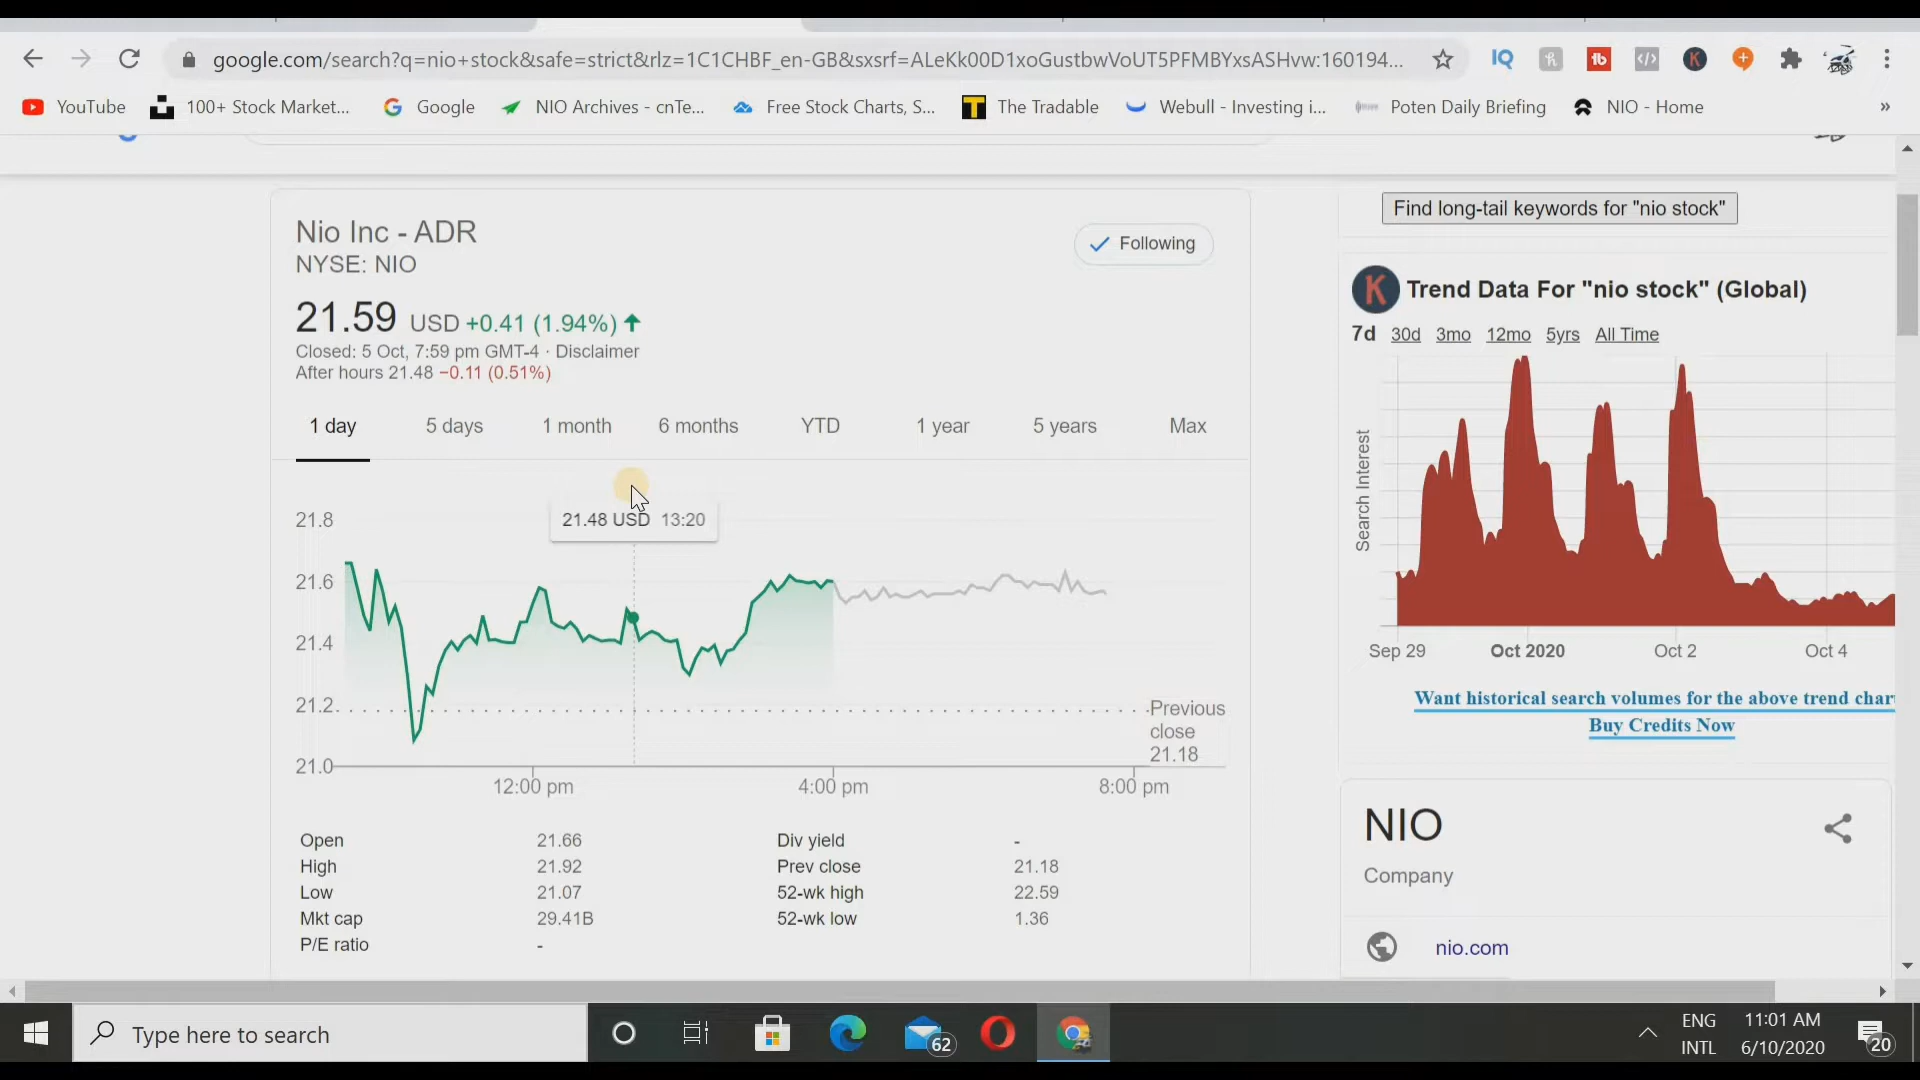 google.com/search?q=nio+stock&safe=strict&rlz=1C1CHBF_en-GB&sxsrf=ALeKk00D1xoGustbwVoUT5PFMBYxsASHvw:160194...
IQ
tb
K
YouTube
100+ Stock Market...
Google
NIO Archives - cnTe...
Free Stock Charts, S...
T The Tradable
Webull - Investing i...
Poten Daily Briefing
NIO - Home
»
Nio Inc - ADR
NYSE: NIO
Following
21.59 USD +0.41 (1.94%)
Closed: 5 Oct, 7:59 pm GMT-4 · Disclaimer
After hours 21.48 −0.11 (0.51%)
1 day 5 days 1 month 6 months YTD 1 year 5 years Max
21.48 USD 13:20
21.8
21.6
21.4
21.2
21.0
Previous
close
21.18
12:00 pm 4:00 pm 8:00 pm
Open 21.66 Div yield -
High 21.92 Prev close 21.18
Low 21.07 52-wk high 22.59
Mkt cap 29.41B 52-wk low 1.36
P/E ratio -
Find long-tail keywords for "nio stock"
K Trend Data For "nio stock" (Global)
7d 30d 3mo 12mo 5yrs All Time
Search Interest
Sep 29 Oct 2020 Oct 2 Oct 4
Want historical search volumes for the above trend char
Buy Credits Now
NIO
Company
nio.com
Type here to search
62
ENG 11:01 AM
INTL 6/10/2020
20